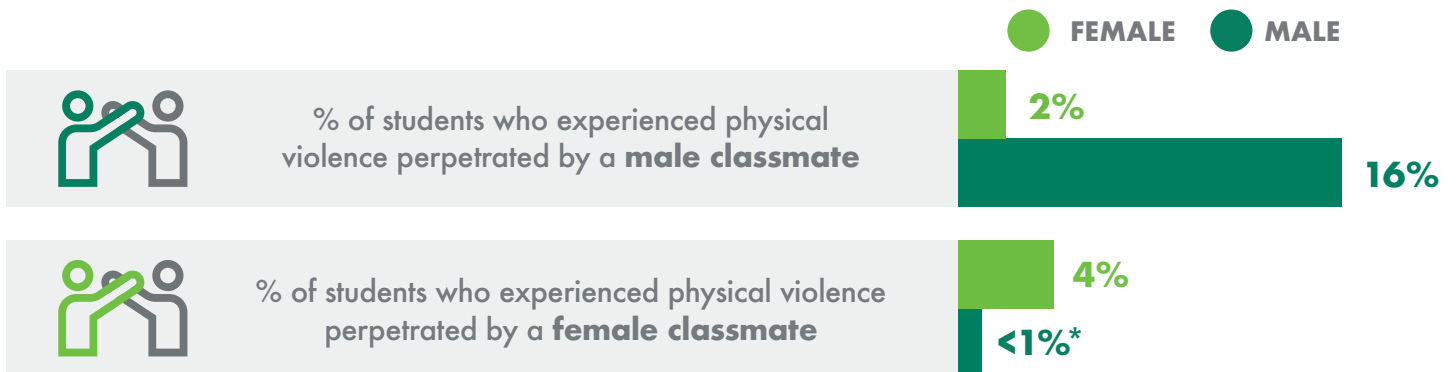 FEMALE MALE
% of students who experienced physical
violence perpetrated by a male classmate
2%
16%
% of students who experienced physical violence
perpetrated by a female classmate
4%
<1%*